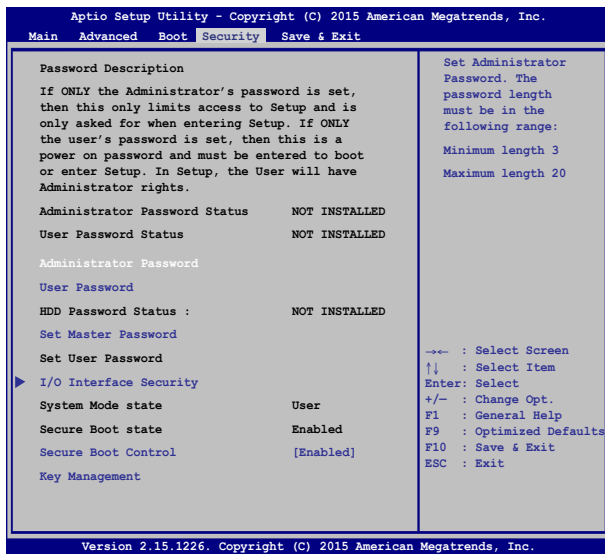 Aptio Setup Utility - Copyright (C) 2015 American Megatrends, Inc.
Main Advanced Boot Security Save & Exit
Password Description
If ONLY the Administrator's password is set,
then this only limits access to Setup and is
only asked for when entering Setup. If ONLY
the user's password is set, then this is a
power on password and must be entered to boot
or enter Setup. In Setup, the User will have
Administrator rights.
Administrator Password Status NOT INSTALLED
User Password Status NOT INSTALLED
Administrator Password
User Password
HDD Password Status : NOT INSTALLED
Set Master Password
Set User Password
I/O Interface Security
System Mode state User
Secure Boot state Enabled
Secure Boot Control [Enabled]
Key Management
Set Administrator
Password. The
password length
must be in the
following range:
Minimum length 3
Maximum length 20
→← : Select Screen
↑↓ : Select Item
Enter: Select
+/— : Change Opt.
F1 : General Help
F9 : Optimized Defaults
F10 : Save & Exit
ESC : Exit
Version 2.15.1226. Copyright (C) 2015 American Megatrends, Inc.